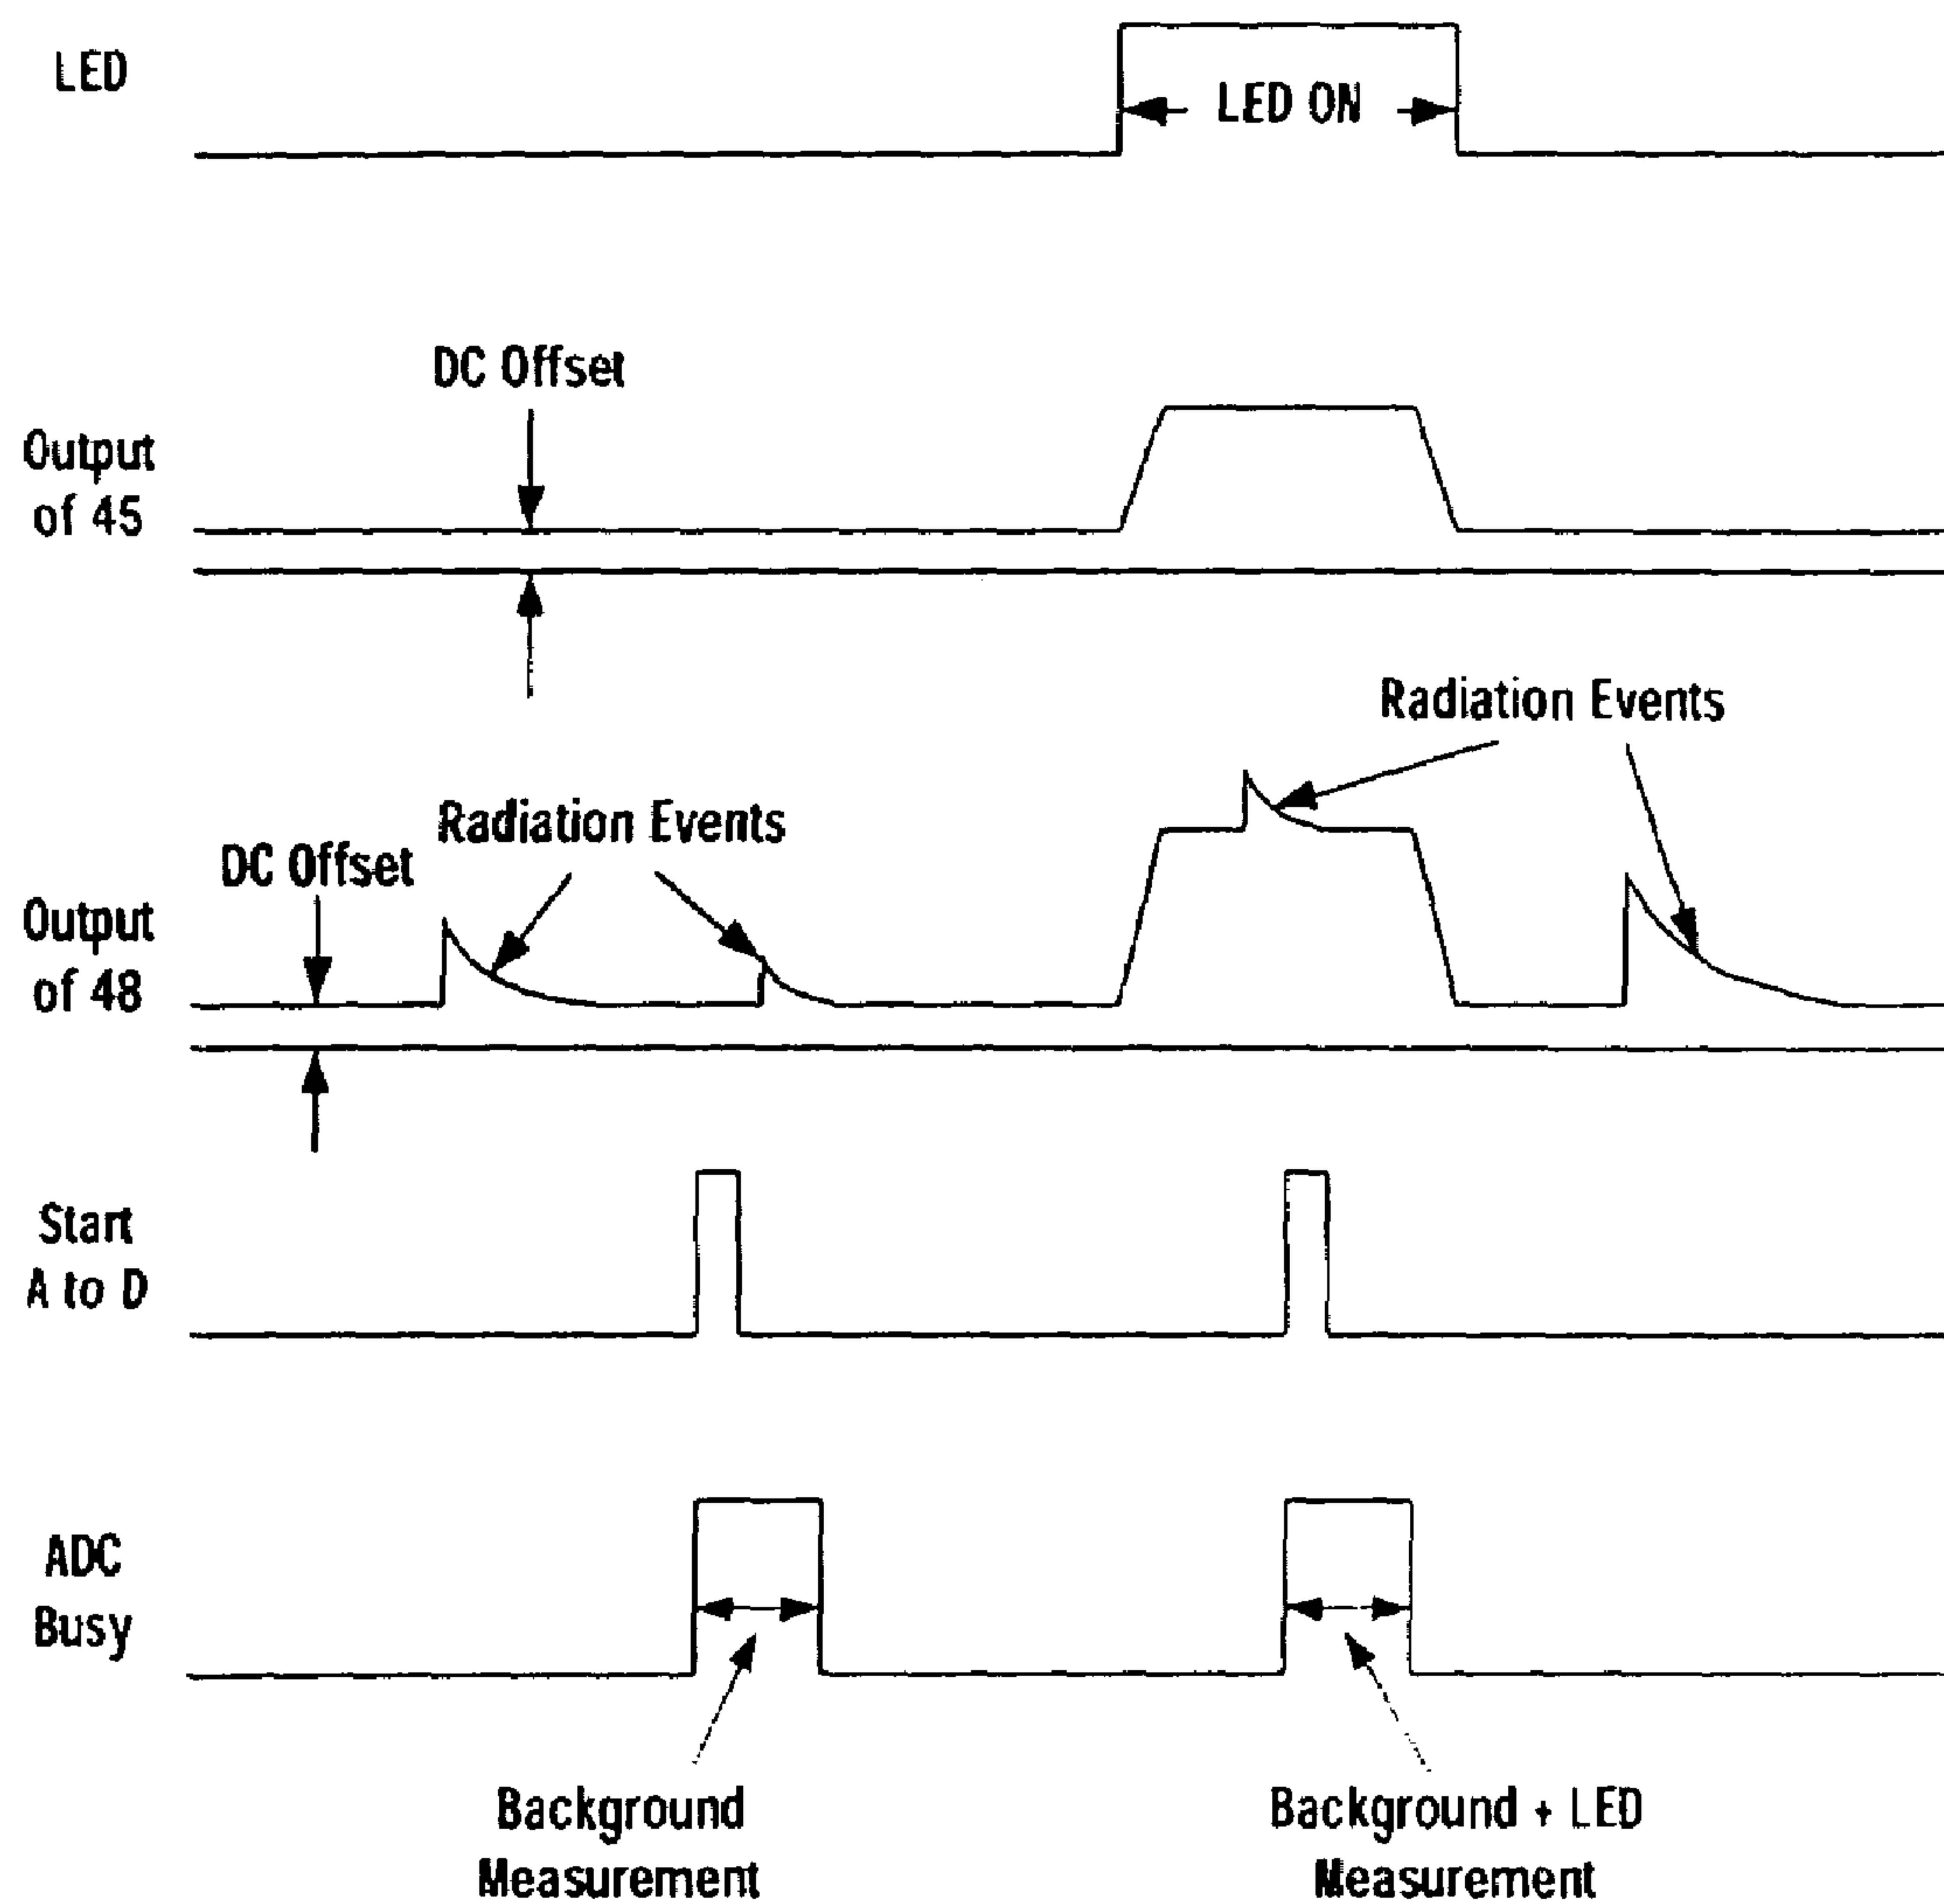 LED
LED ON
DC Offset
Output
of 45
Radiation Events
Radiation Events
DC Offset
Output
of 48
Start
A to D
ADC
Busy
Background
Measurement
Background + LED
Measurement